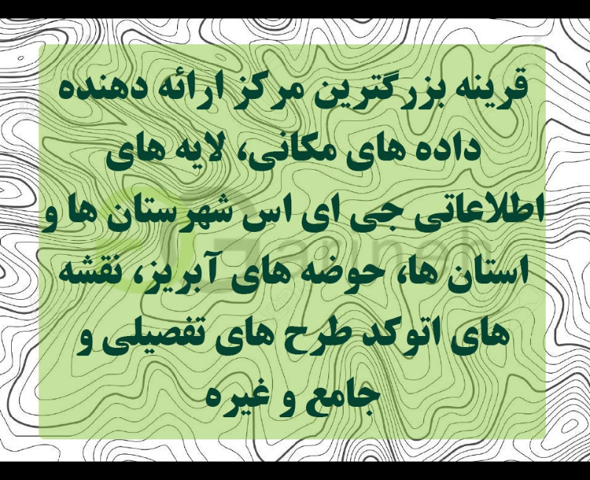 قرینه بزرگترین مرکز ارائه دهنده
داده های مکانی، لایه های
اطلاعاتی جی ای اس شهرستان ها و
استان ها، حوضه های آبریز، نقشه
های اتوکد طرح های تفصیلی و
جامع و غیره